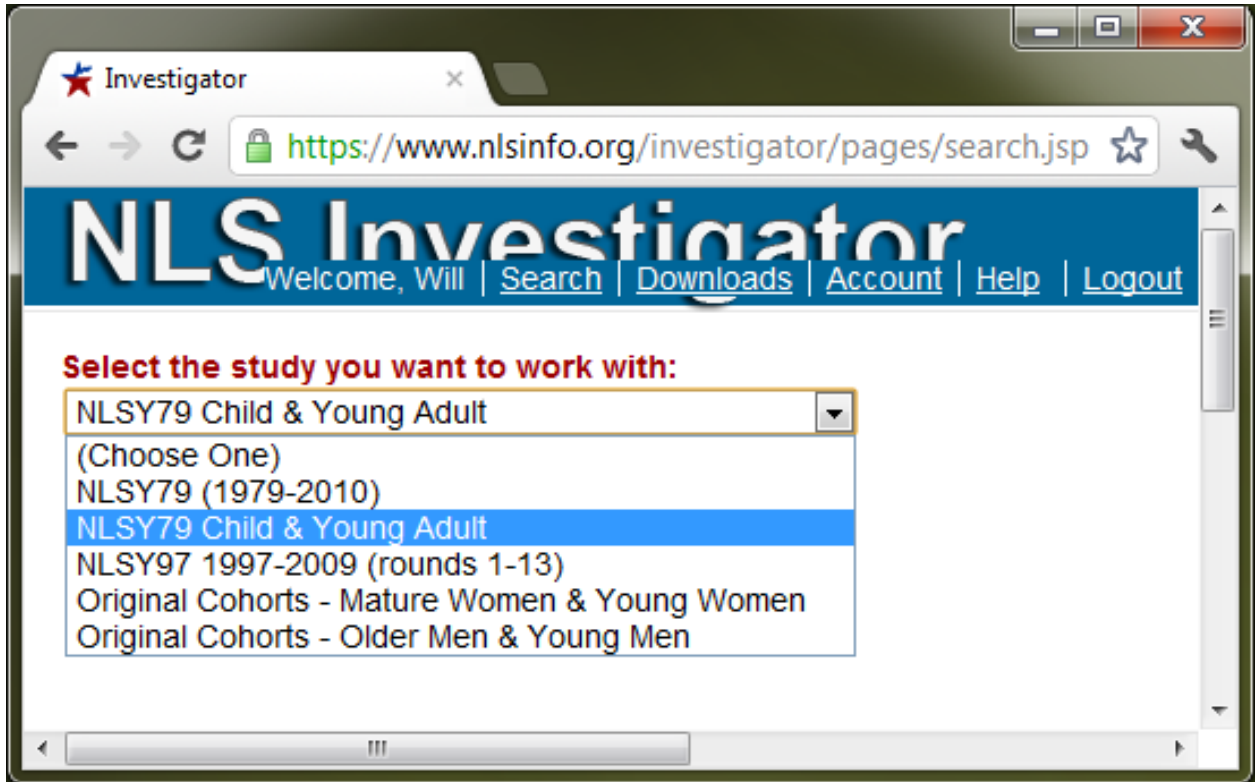 Investigator
https://www.nlsinfo.org/investigator/pages/search.jsp
NLS Investigator
Welcome, Will | Search | Downloads | Account | Help | Logout
Select the study you want to work with:
NLSY79 Child & Young Adult
(Choose One)
NLSY79 (1979-2010)
NLSY79 Child & Young Adult
NLSY97 1997-2009 (rounds 1-13)
Original Cohorts - Mature Women & Young Women
Original Cohorts - Older Men & Young Men